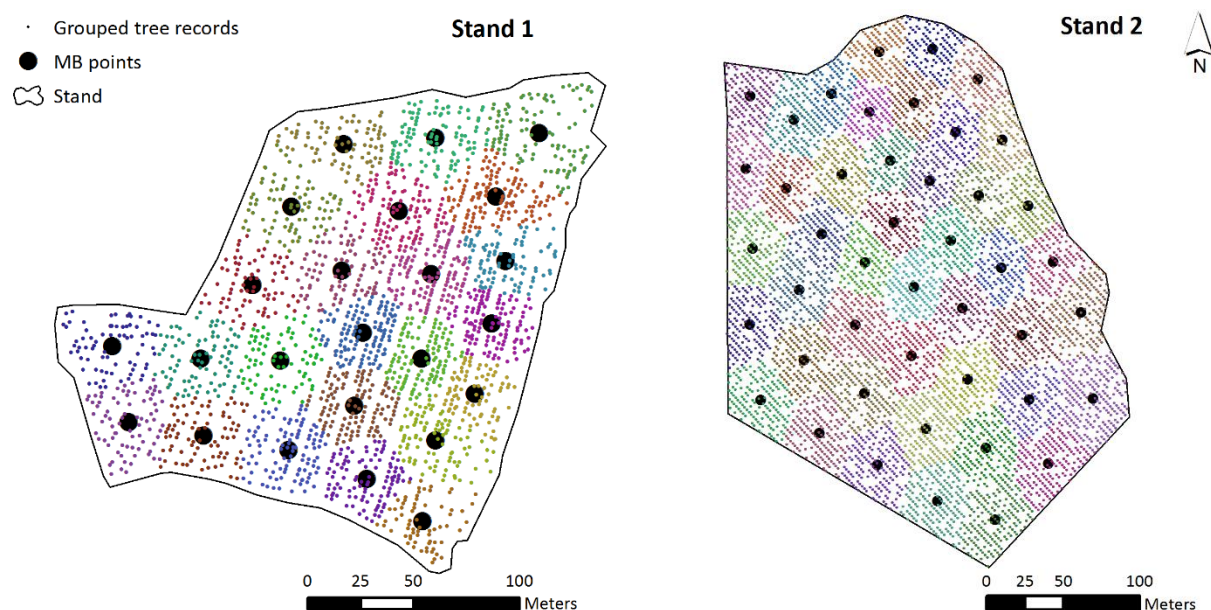 Stand 1
Stand 2
Grouped tree records
MB points
Stand
N
0 25 50 100
Meters
0 25 50 100
Meters